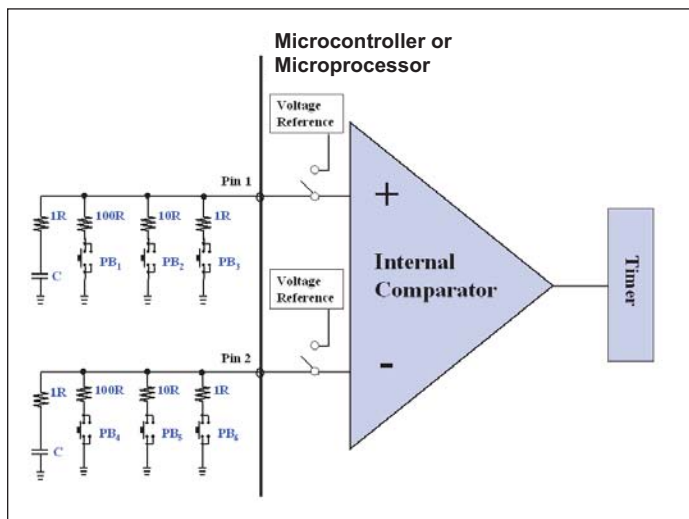 Microcontroller or
Microprocessor
Voltage
Reference
Pin 1
1R 100R 10R 1R
PB₁ PB₂ PB₃
C
+
Internal
Comparator
Timer
Voltage
Reference
Pin 2
-
1R 100R 10R 1R
PB₄ PB₅ PB₆
C